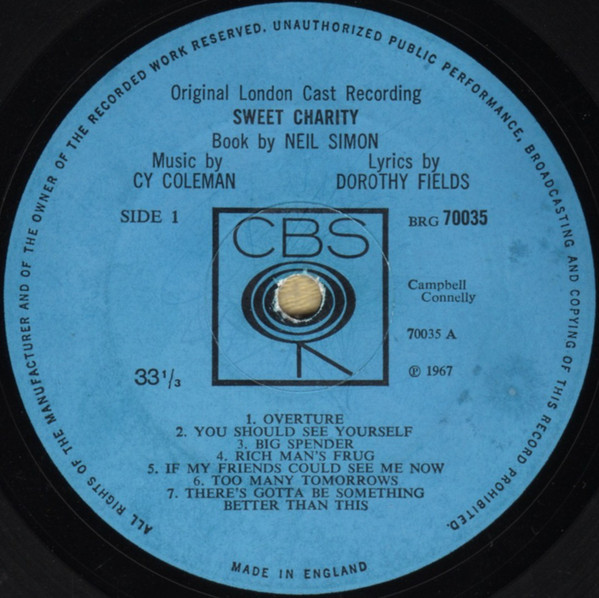 ALL RIGHTS OF THE MANUFACTURER AND OF THE OWNER OF THE RECORDED WORK RESERVED. UNAUTHORIZED PUBLIC PERFORMANCE, BROADCASTING AND COPYING OF THIS RECORD PROHIBITED.
Original London Cast Recording
SWEET CHARITY
Book by NEIL SIMON
Music by Lyrics by
CY COLEMAN DOROTHY FIELDS
SIDE 1 BRG 70035
CBS
Campbell
Connelly
70035 A
33 1/3 ℗ 1967
1. OVERTURE
2. YOU SHOULD SEE YOURSELF
3. BIG SPENDER
4. RICH MAN'S FRUG
5. IF MY FRIENDS COULD SEE ME NOW
6. TOO MANY TOMORROWS
7. THERE'S GOTTA BE SOMETHING
BETTER THAN THIS
MADE IN ENGLAND